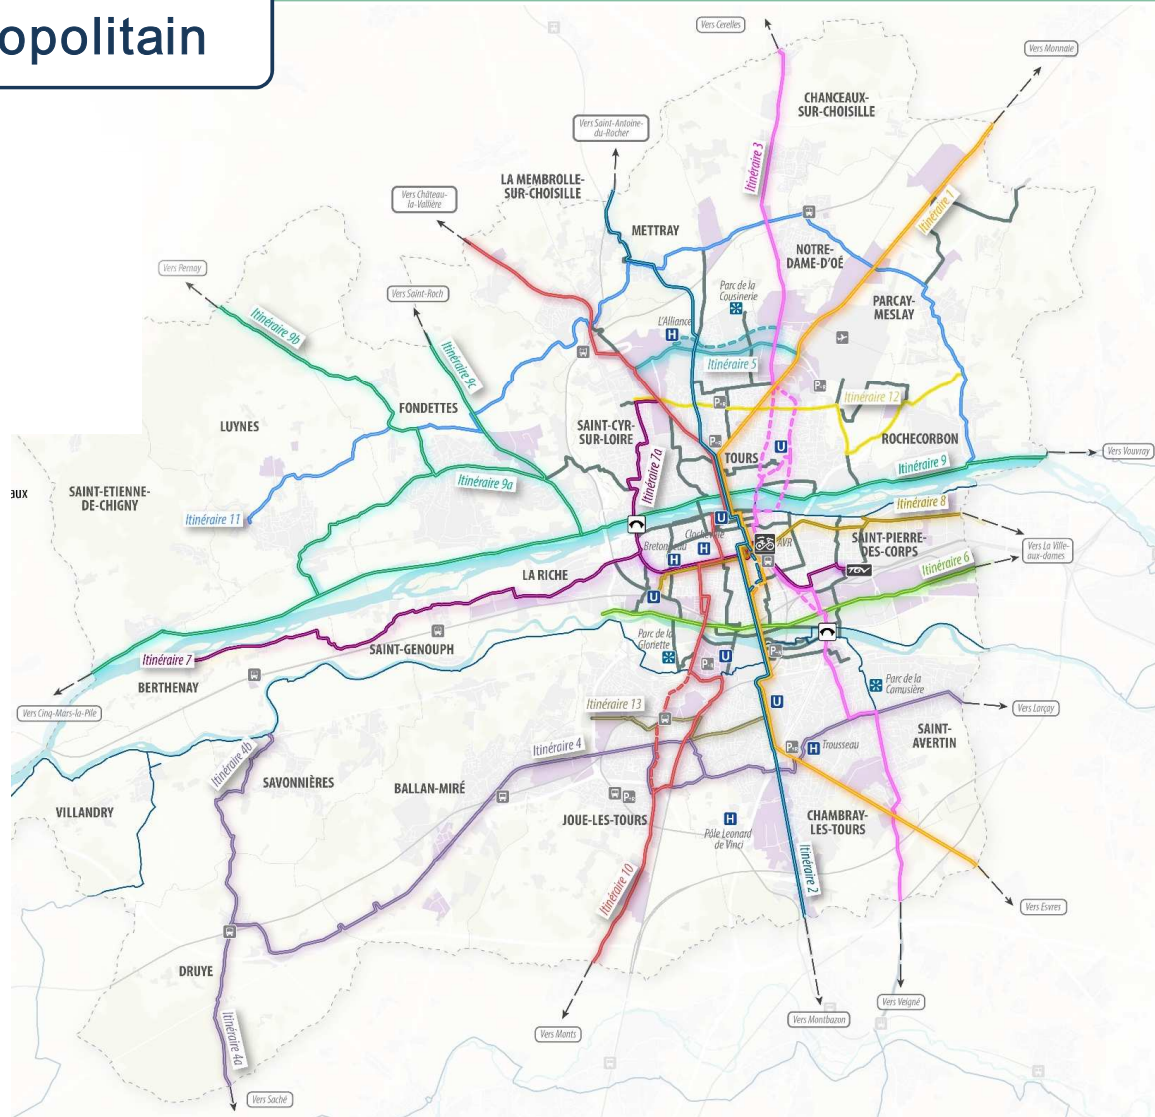 opolitain
Vers Cerelles
Vers Monnaie
CHANCEAUX-
SUR-CHOISILLE
Vers Saint-Antoine-
du-Rocher
Itinéraire 3
LA MEMBROLLE-
SUR-CHOISILLE
Vers Château-
la-Vallière
Itinéraire 1
METTRAY
NOTRE-
DAME-D'OÉ
Vers Pernay
Vers Saint-Roch
Parc de la
Cousinerie
PARCAY-
MESLAY
Itinéraire 9b
L'Alliance
H
Itinéraire 9c
Itinéraire 5
P+R
Itinéraire 12
P+R
FONDETTES
LUYNES
SAINT-CYR-
SUR-LOIRE
P+R
U
ROCHECORBON
TOURS
Vers Vouvray
Itinéraire 7a
Itinéraire 9
Itinéraire 9a
aux
SAINT-ETIENNE-
DE-CHIGNY
Itinéraire 8
Itinéraire 11
U
Clocheville
H
AVR
SAINT-PIERRE-
DES-CORPS
Bretonneau
H
Vers La Ville-
aux-dames
Itinéraire 6
TGV
LA RICHE
U
Parc de la
Gloriette
SAINT-GENOUPH
Itinéraire 7
P+R
U
P+R
BERTHENAY
Parc de la
Camusière
Vers Cinq-Mars-la-Pile
Itinéraire 13
U
Vers Larçay
SAINT-
AVERTIN
Itinéraire 4b
Itinéraire 4
P+R
H
Trousseau
SAVONNIÈRES
BALLAN-MIRÉ
P+R
VILLANDRY
JOUE-LES-TOURS
H
Pôle Leonard
de Vinci
CHAMBRAY-
LES-TOURS
Itinéraire 10
Itinéraire 2
Vers Esvres
DRUYE
Vers Veigné
Vers Montbazon
Vers Monts
Itinéraire 4a
Vers Saché